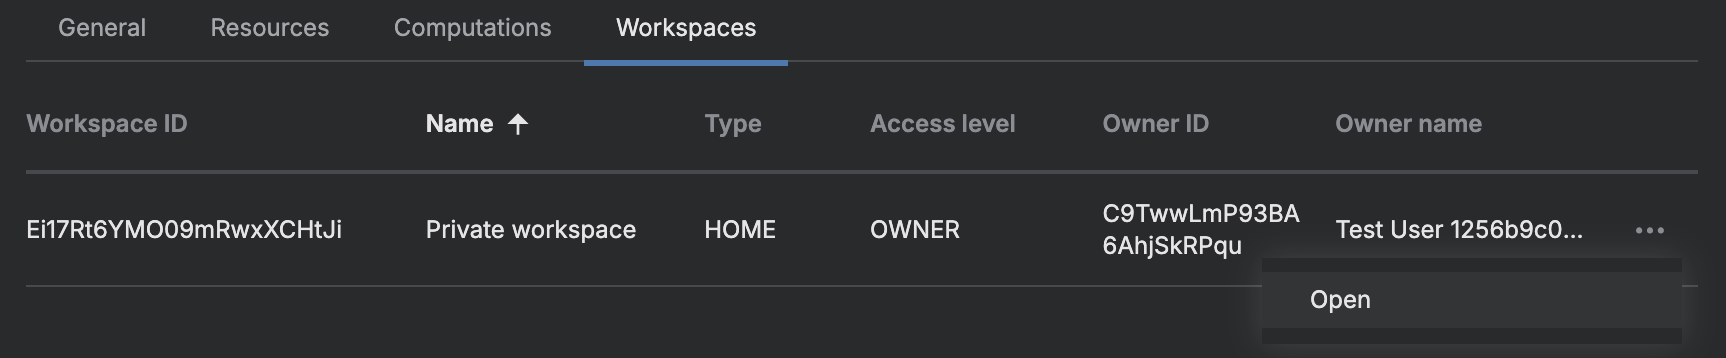 General Resources Computations Workspaces
Workspace ID Name ↑ Type Access level Owner ID Owner name
Ei17Rt6YMO09mRwxXCHtJi Private workspace HOME OWNER C9TwwLmP93BA Test User 1256b9c0...
6AhjSkRPqu
Open